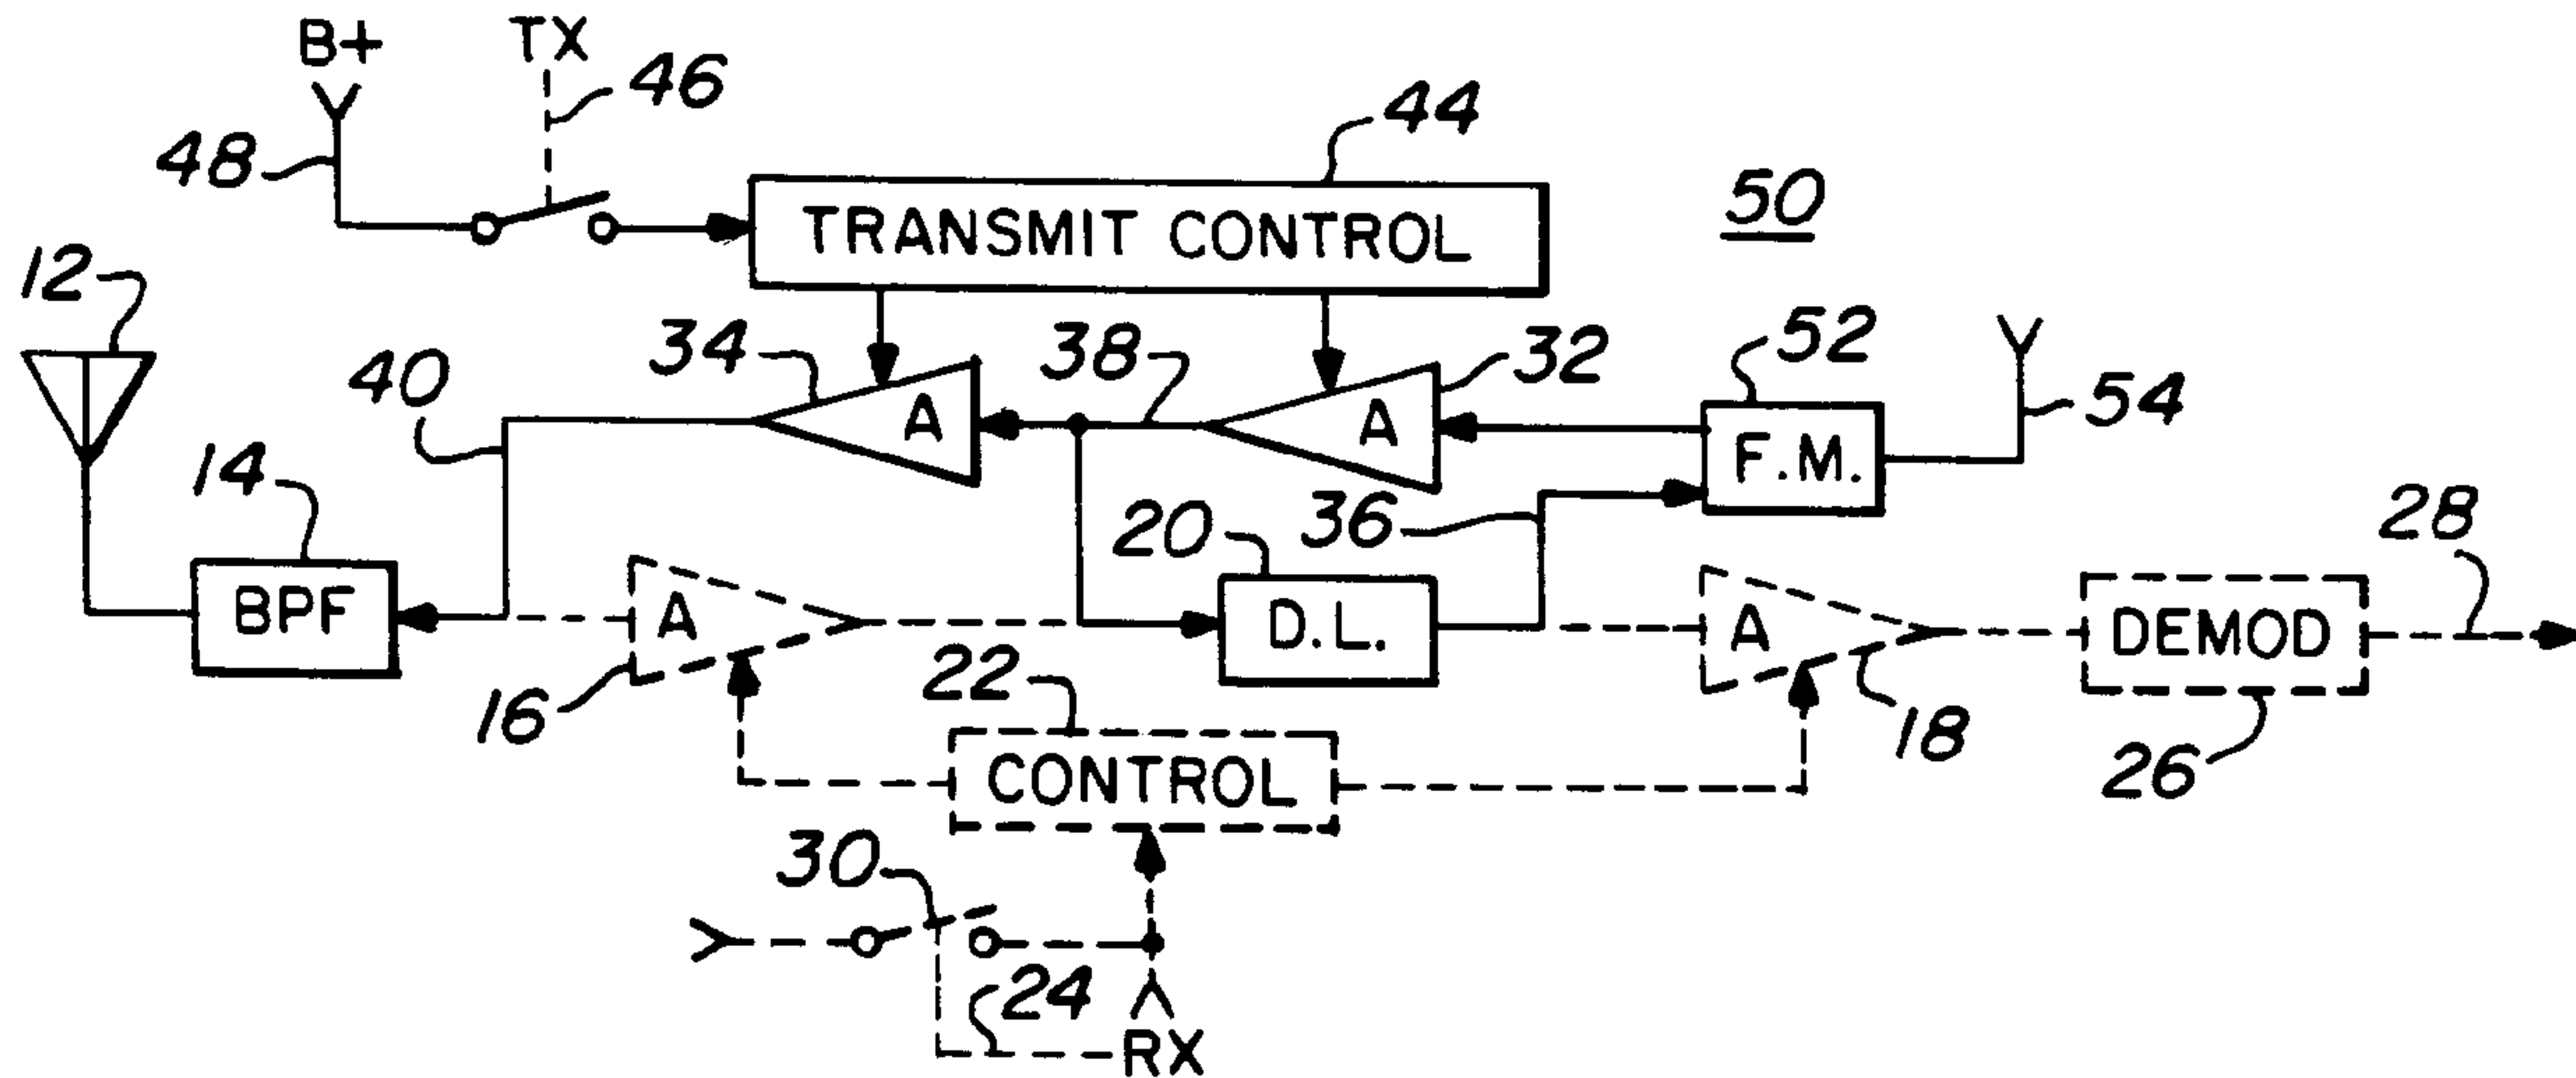 B+ TX
46
44
48
TRANSMIT CONTROL
50
12
34
38
32
52
40
A
A
F.M.
54
14
36
20
28
BPF
A
D.L.
A
DEMOD
16
22
18
26
CONTROL
30
24
RX